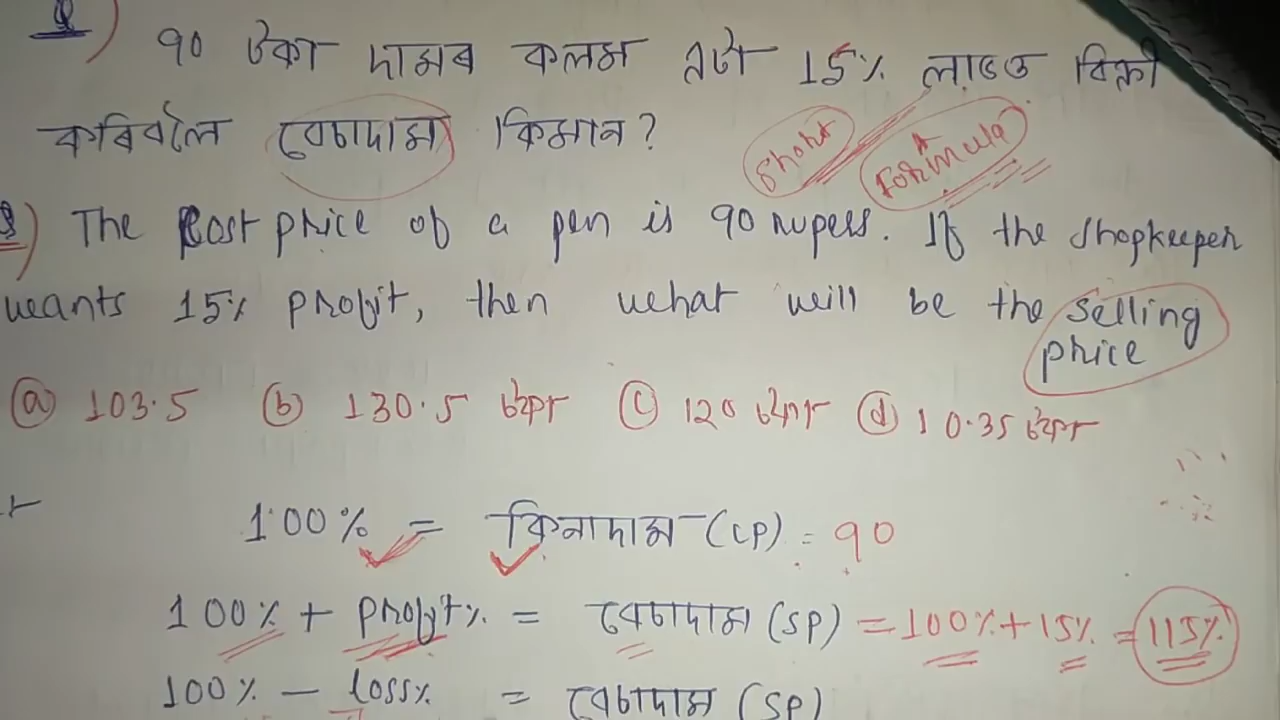 Q)
90 টকা দামৰ কলম এটা 15% লাভত বিক্ৰী
কৰিবলৈ বেচাদাম কিমান?
Short Formula
Q) The Cost price of a pen is 90 rupess. If the shopkeeper
wants 15% profit, then what will be the selling
price
(a) 103.5 (b) 130.5 টকা (c) 120 টকা (d) 10.35 টকা
100% = কিনাদাম (CP) = 90
100% + profit% = বেচাদাম (SP) = 100% + 15% = 115%
100% - loss% = বেচাদাম (SP)